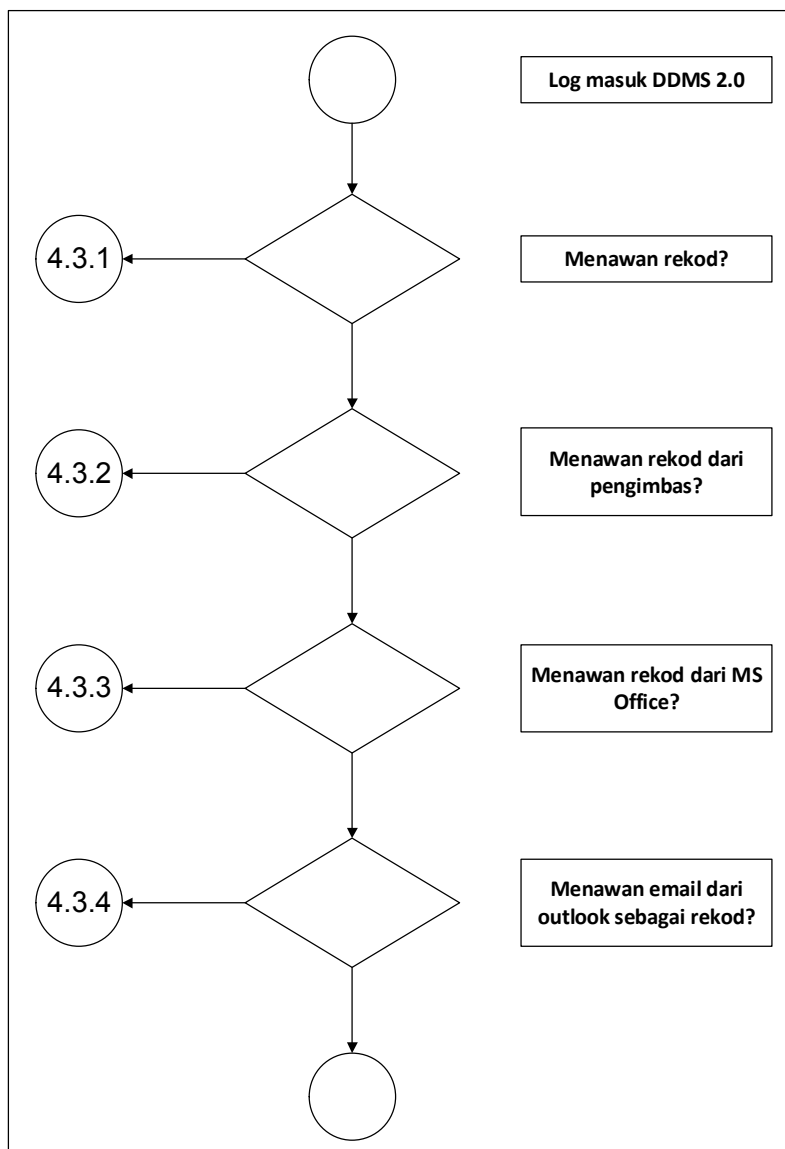 Log masuk DDMS 2.0
4.3.1
Menawan rekod?
4.3.2
Menawan rekod dari
pengimbas?
4.3.3
Menawan rekod dari MS
Office?
4.3.4
Menawan email dari
outlook sebagai rekod?